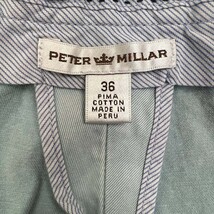 PETER MILLAR
36
PIMA
COTTON
MADE IN
PERU